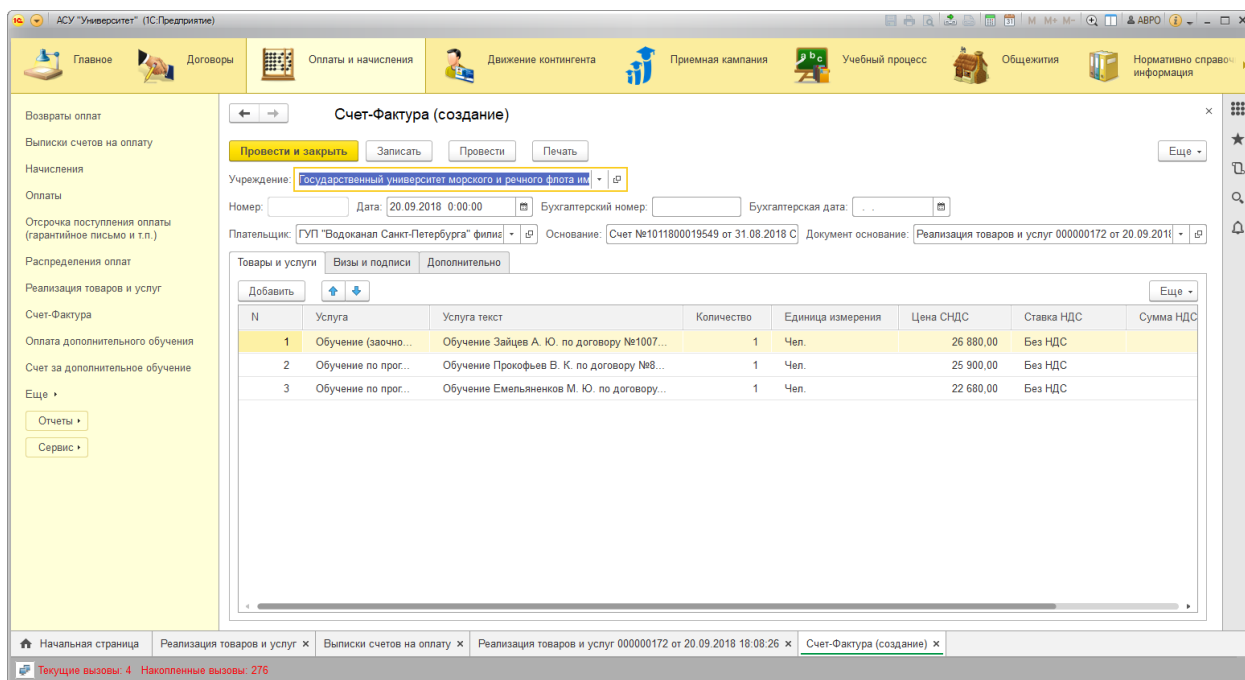 АСУ "Университет" (1С:Предприятие)
M M+ M- АВРО
Главное Договоры Оплаты и начисления Движение контингента Приемная кампания Учебный процесс Общежития Нормативно справоч
информация
Возвраты оплат
Выписки счетов на оплату
Начисления
Оплаты
Отсрочка поступления оплаты
(гарантийное письмо и т.п.)
Распределения оплат
Реализация товаров и услуг
Счет-Фактура
Оплата дополнительного обучения
Счет за дополнительное обучение
Еще
Отчеты
Сервис
Счет-Фактура (создание)
Провести и закрыть Записать Провести Печать Еще
Учреждение: Государственный университет морского и речного флота им
Номер: Дата: 20.09.2018 0:00:00 Бухгалтерский номер: Бухгалтерская дата: . .
Плательщик: ГУП "Водоканал Санкт-Петербурга" филиа Основание: Счет №1011800019549 от 31.08.2018 С Документ основание: Реализация товаров и услуг 000000172 от 20.09.2018
Товары и услуги Визы и подписи Дополнительно
Добавить Еще
N Услуга Услуга текст Количество Единица измерения Цена СНДС Ставка НДС Сумма НДС
1 Обучение (заочно... Обучение Зайцев А. Ю. по договору №1007... 1 Чел. 26 880,00 Без НДС
2 Обучение по прог... Обучение Прокофьев В. К. по договору №8... 1 Чел. 25 900,00 Без НДС
3 Обучение по прог... Обучение Емельяненков М. Ю. по договору... 1 Чел. 22 680,00 Без НДС
Начальная страница Реализация товаров и услуг Выписки счетов на оплату Реализация товаров и услуг 000000172 от 20.09.2018 18:08:26 Счет-Фактура (создание)
Текущие вызовы: 4 Накопленные вызовы: 276